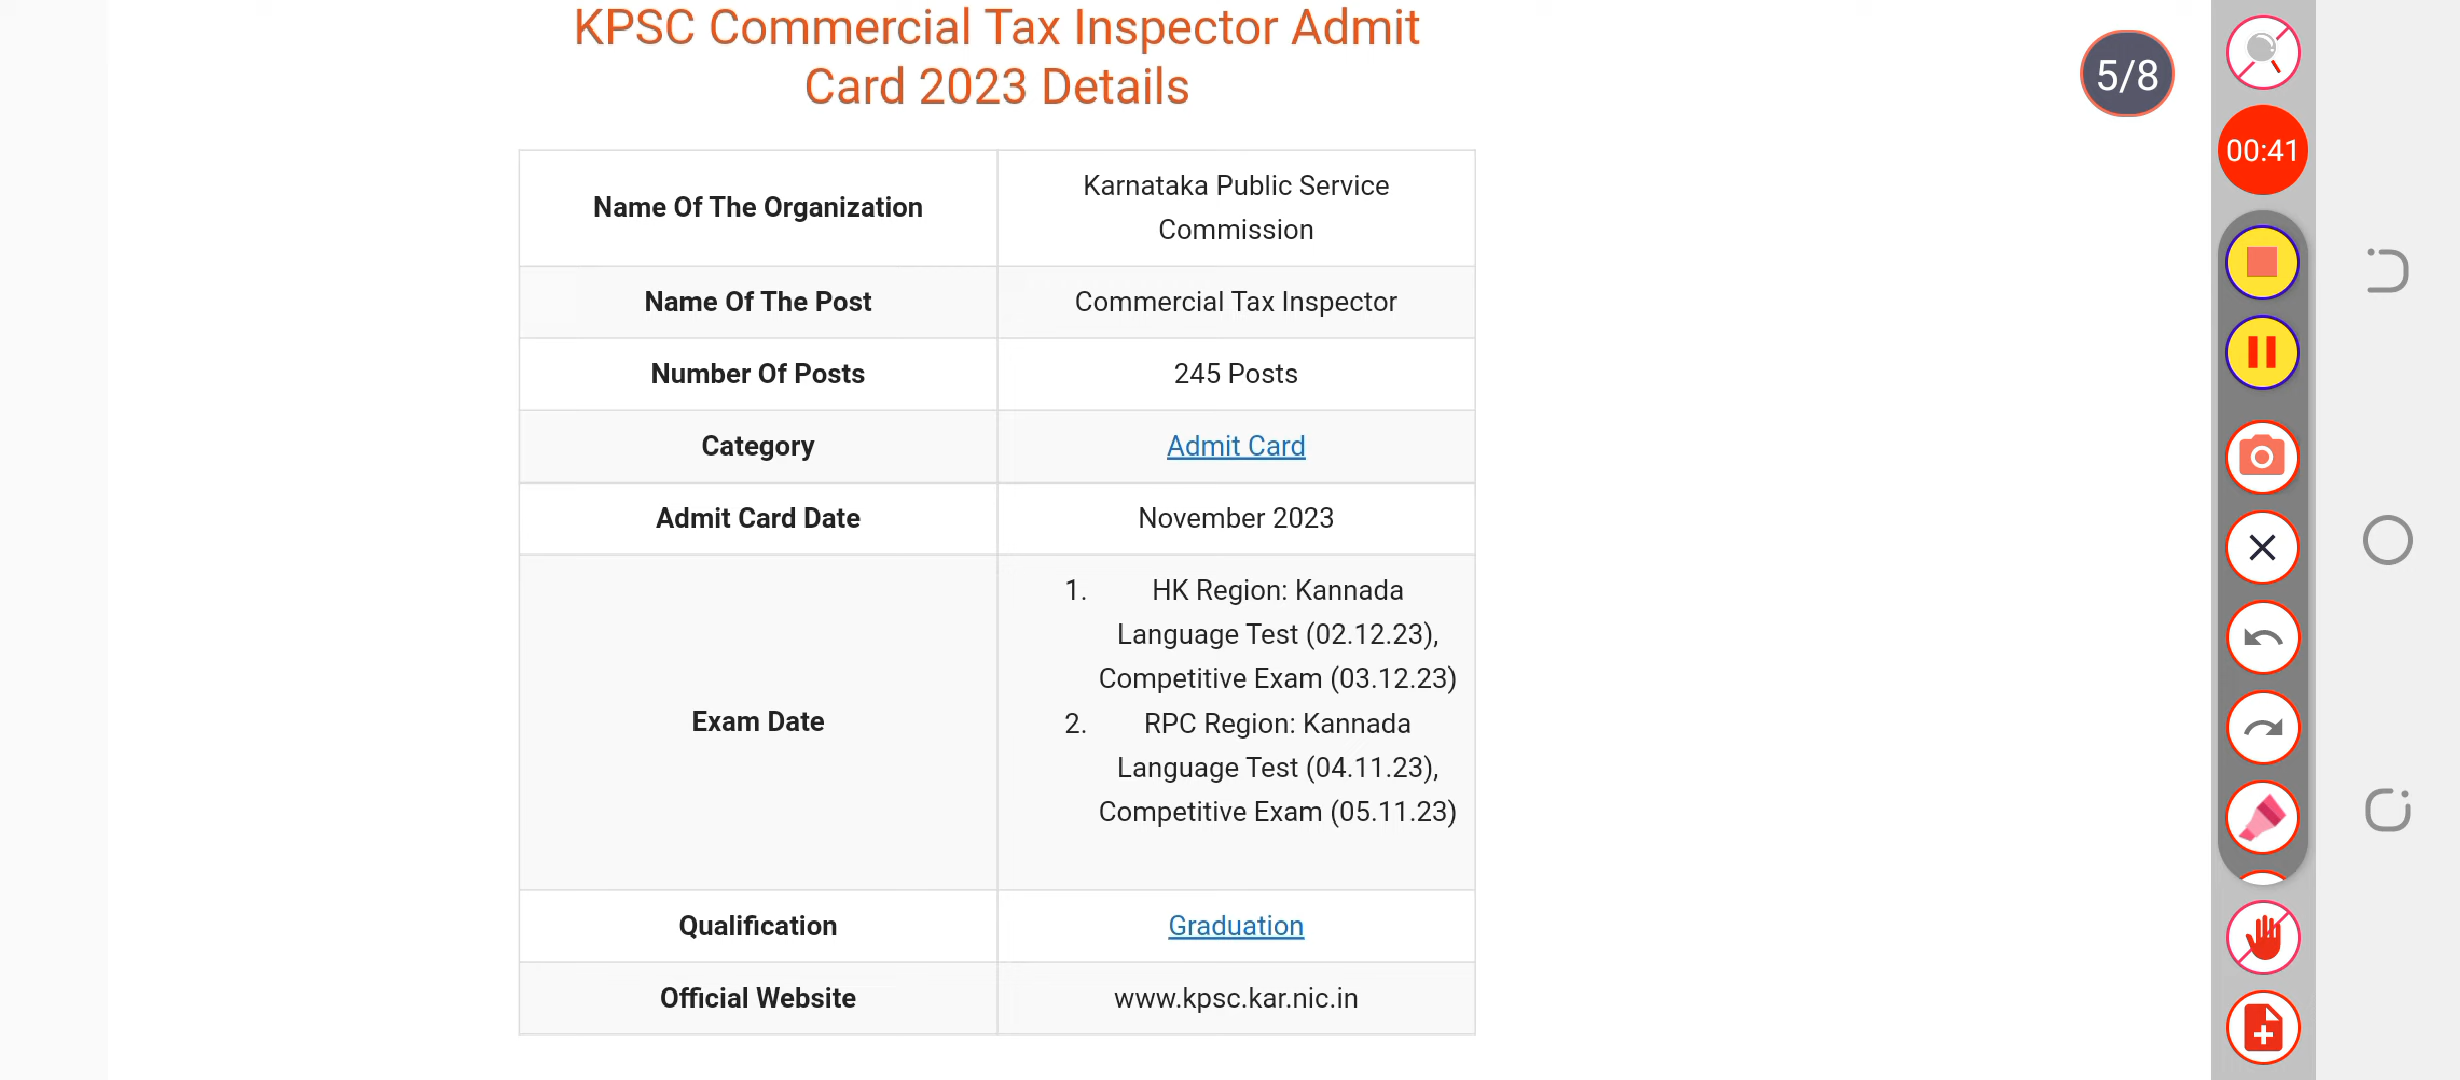 KPSC Commercial Tax Inspector Admit
Card 2023 Details
5/8
00:41
Name Of The Organization
Karnataka Public Service
Commission
Name Of The Post
Commercial Tax Inspector
Number Of Posts
245 Posts
Category
Admit Card
Admit Card Date
November 2023
Exam Date
1. HK Region: Kannada
Language Test (02.12.23),
Competitive Exam (03.12.23)
2. RPC Region: Kannada
Language Test (04.11.23),
Competitive Exam (05.11.23)
Qualification
Graduation
Official Website
www.kpsc.kar.nic.in